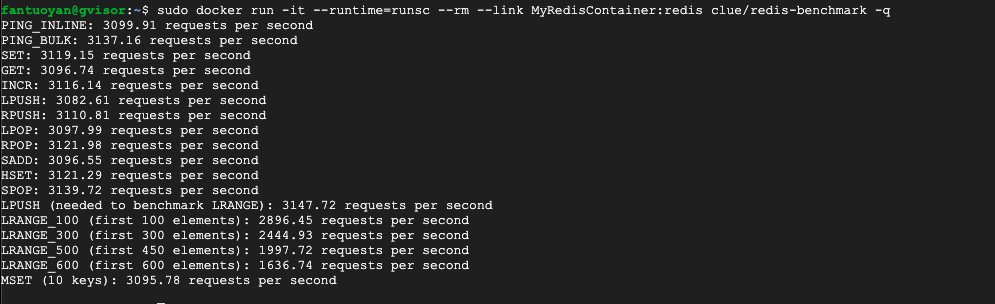 fantuoyan@gvisor:~$ sudo docker run -it --runtime=runsc --rm --link MyRedisContainer:redis clue/redis-benchmark -q
PING_INLINE: 3099.91 requests per second
PING_BULK: 3137.16 requests per second
SET: 3119.15 requests per second
GET: 3096.74 requests per second
INCR: 3116.14 requests per second
LPUSH: 3082.61 requests per second
RPUSH: 3110.81 requests per second
LPOP: 3097.99 requests per second
RPOP: 3121.98 requests per second
SADD: 3096.55 requests per second
HSET: 3121.29 requests per second
SPOP: 3139.72 requests per second
LPUSH (needed to benchmark LRANGE): 3147.72 requests per second
LRANGE_100 (first 100 elements): 2896.45 requests per second
LRANGE_300 (first 300 elements): 2444.93 requests per second
LRANGE_500 (first 450 elements): 1997.72 requests per second
LRANGE_600 (first 600 elements): 1636.74 requests per second
MSET (10 keys): 3095.78 requests per second